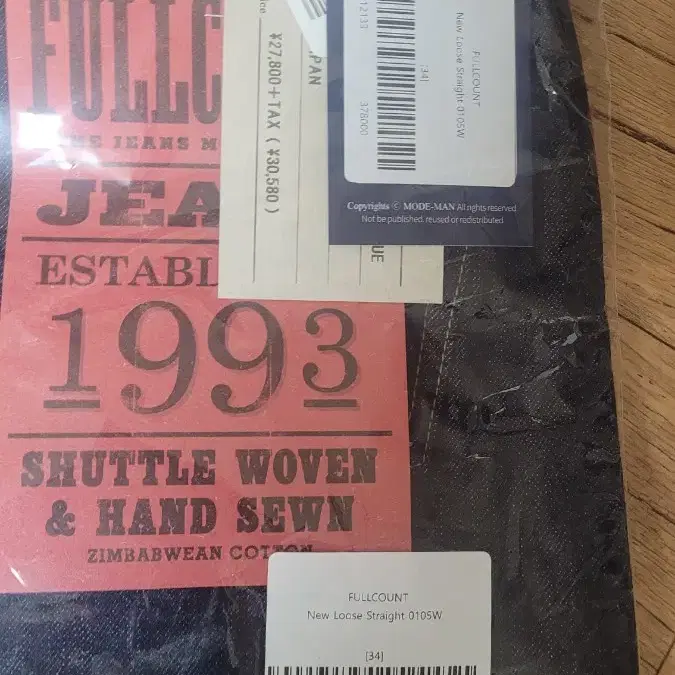 FULLC
JEANS M
JEA
ESTABL
1993
SHUTTLE WOVEN
& HAND SEWN
ZIMBABWEAN COTTON
PAN
¥27,800+TAX (¥30,580)
UE
FULLCOUNT
New Loose Straight 0105W
[34]
378000
Copyrights © MODE-MAN All rights reserved
Not be published, reused or redistributed
FULLCOUNT
New Loose Straight 0105W
[34]